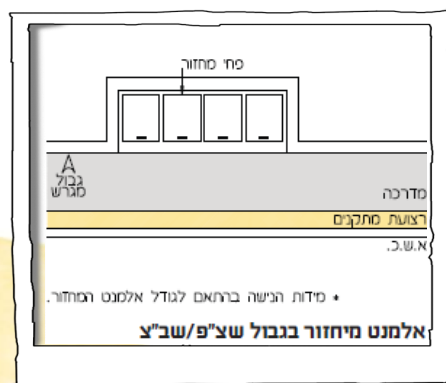 פחי מחזור
גבול
מגרש
מדרכה
רצועת מתקנים
א.ש.כ.
* מידות הנישה בהתאם לגודל אלמנט המחזור.
אלמנט מיחזור בגבול שצ"פ/שב"צ